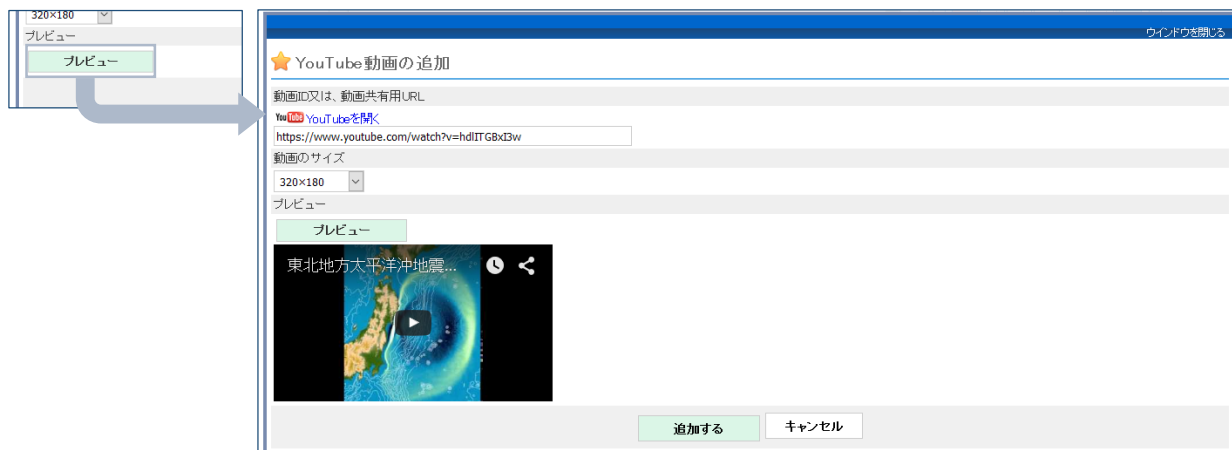 320×180
プレビュー
プレビュー
ウインドウを閉じる
YouTube動画の追加
動画ID又は、動画共有用URL
YouTube YouTubeを開く
https://www.youtube.com/watch?v=hdlITGBxI3w
動画のサイズ
320×180
プレビュー
プレビュー
東北地方太平洋沖地震...
追加する
キャンセル